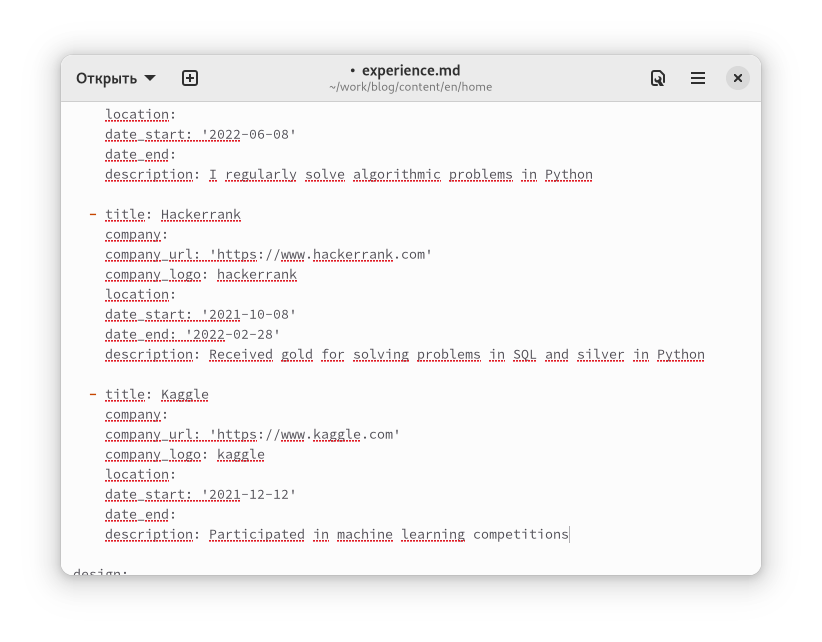 Открыть
• experience.md
~/work/blog/content/en/home
location:
date_start: '2022-06-08'
date_end:
description: I regularly solve algorithmic problems in Python
- title: Hackerrank
company:
company_url: 'https://www.hackerrank.com'
company_logo: hackerrank
location:
date_start: '2021-10-08'
date_end: '2022-02-28'
description: Received gold for solving problems in SQL and silver in Python
- title: Kaggle
company:
company_url: 'https://www.kaggle.com'
company_logo: kaggle
location:
date_start: '2021-12-12'
date_end:
description: Participated in machine learning competitions
design: